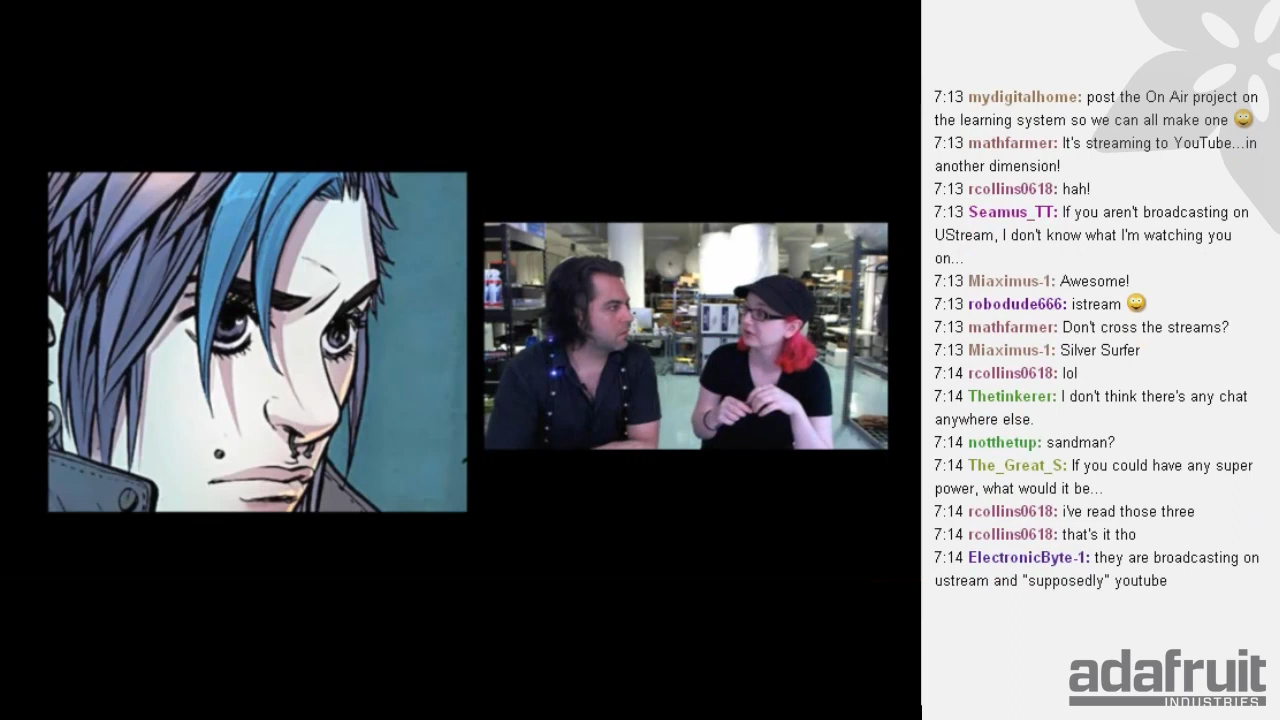 7:13 mydigitalhome: post the On Air project on
the learning system so we can all make one
7:13 mathfarmer: It's streaming to YouTube...in
another dimension!
7:13 rcollins0618: hah!
7:13 Seamus_TT: If you aren't broadcasting on
UStream, I don't know what I'm watching you
on...
7:13 Miaximus-1: Awesome!
7:13 robodude666: istream
7:13 mathfarmer: Don't cross the streams?
7:13 Miaximus-1: Silver Surfer
7:14 rcollins0618: lol
7:14 Thetinkerer: I don't think there's any chat
anywhere else.
7:14 notthetup: sandman?
7:14 The_Great_S: If you could have any super
power, what would it be...
7:14 rcollins0618: i've read those three
7:14 rcollins0618: that's it tho
7:14 ElectronicByte-1: they are broadcasting on
ustream and "supposedly" youtube
adafruit
INDUSTRIES